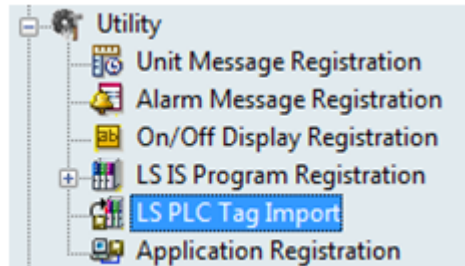 Utility
Unit Message Registration
Alarm Message Registration
ab On/Off Display Registration
LS IS Program Registration
LS PLC Tag Import
Application Registration